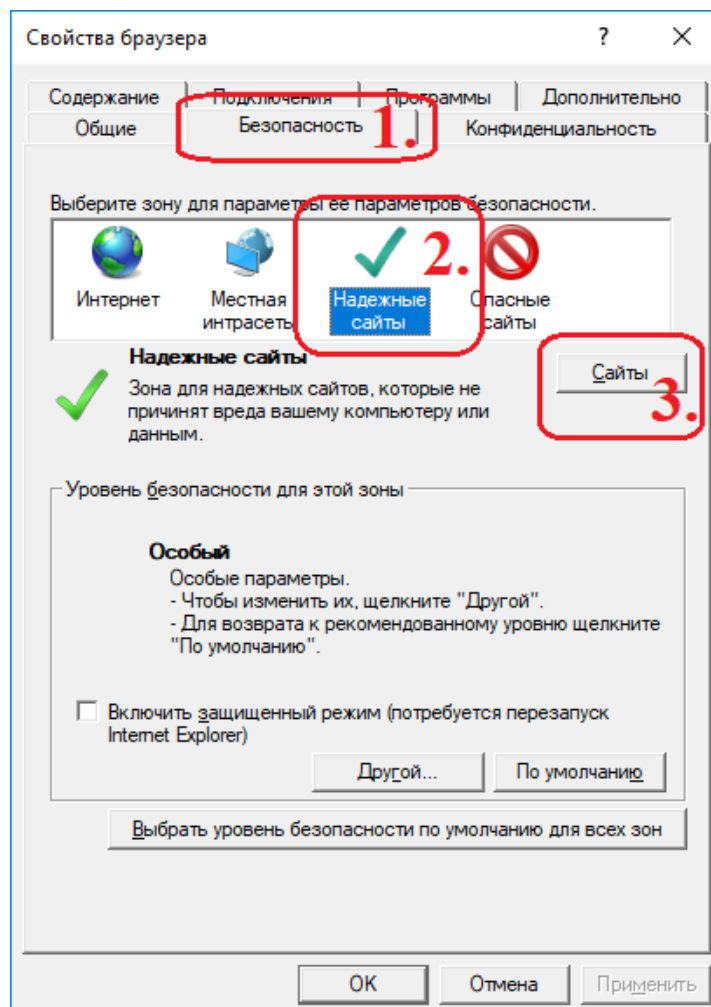 Свойства браузера
Содержание Подключения Программы Дополнительно
Общие Безопасность 1. Конфиденциальность
Выберите зону для параметры ее параметров безопасности.
2.
Интернет Местная интрасеть Надежные сайты Опасные сайты
Надежные сайты
Сайты
3.
Зона для надежных сайтов, которые не
причинят вреда вашему компьютеру или
данным.
Уровень безопасности для этой зоны
Особый
Особые параметры.
- Чтобы изменить их, щелкните "Другой".
- Для возврата к рекомендованному уровню щелкните
"По умолчанию".
Включить защищенный режим (потребуется перезапуск
Internet Explorer)
Другой... По умолчанию
Выбрать уровень безопасности по умолчанию для всех зон
OK Отмена Применить